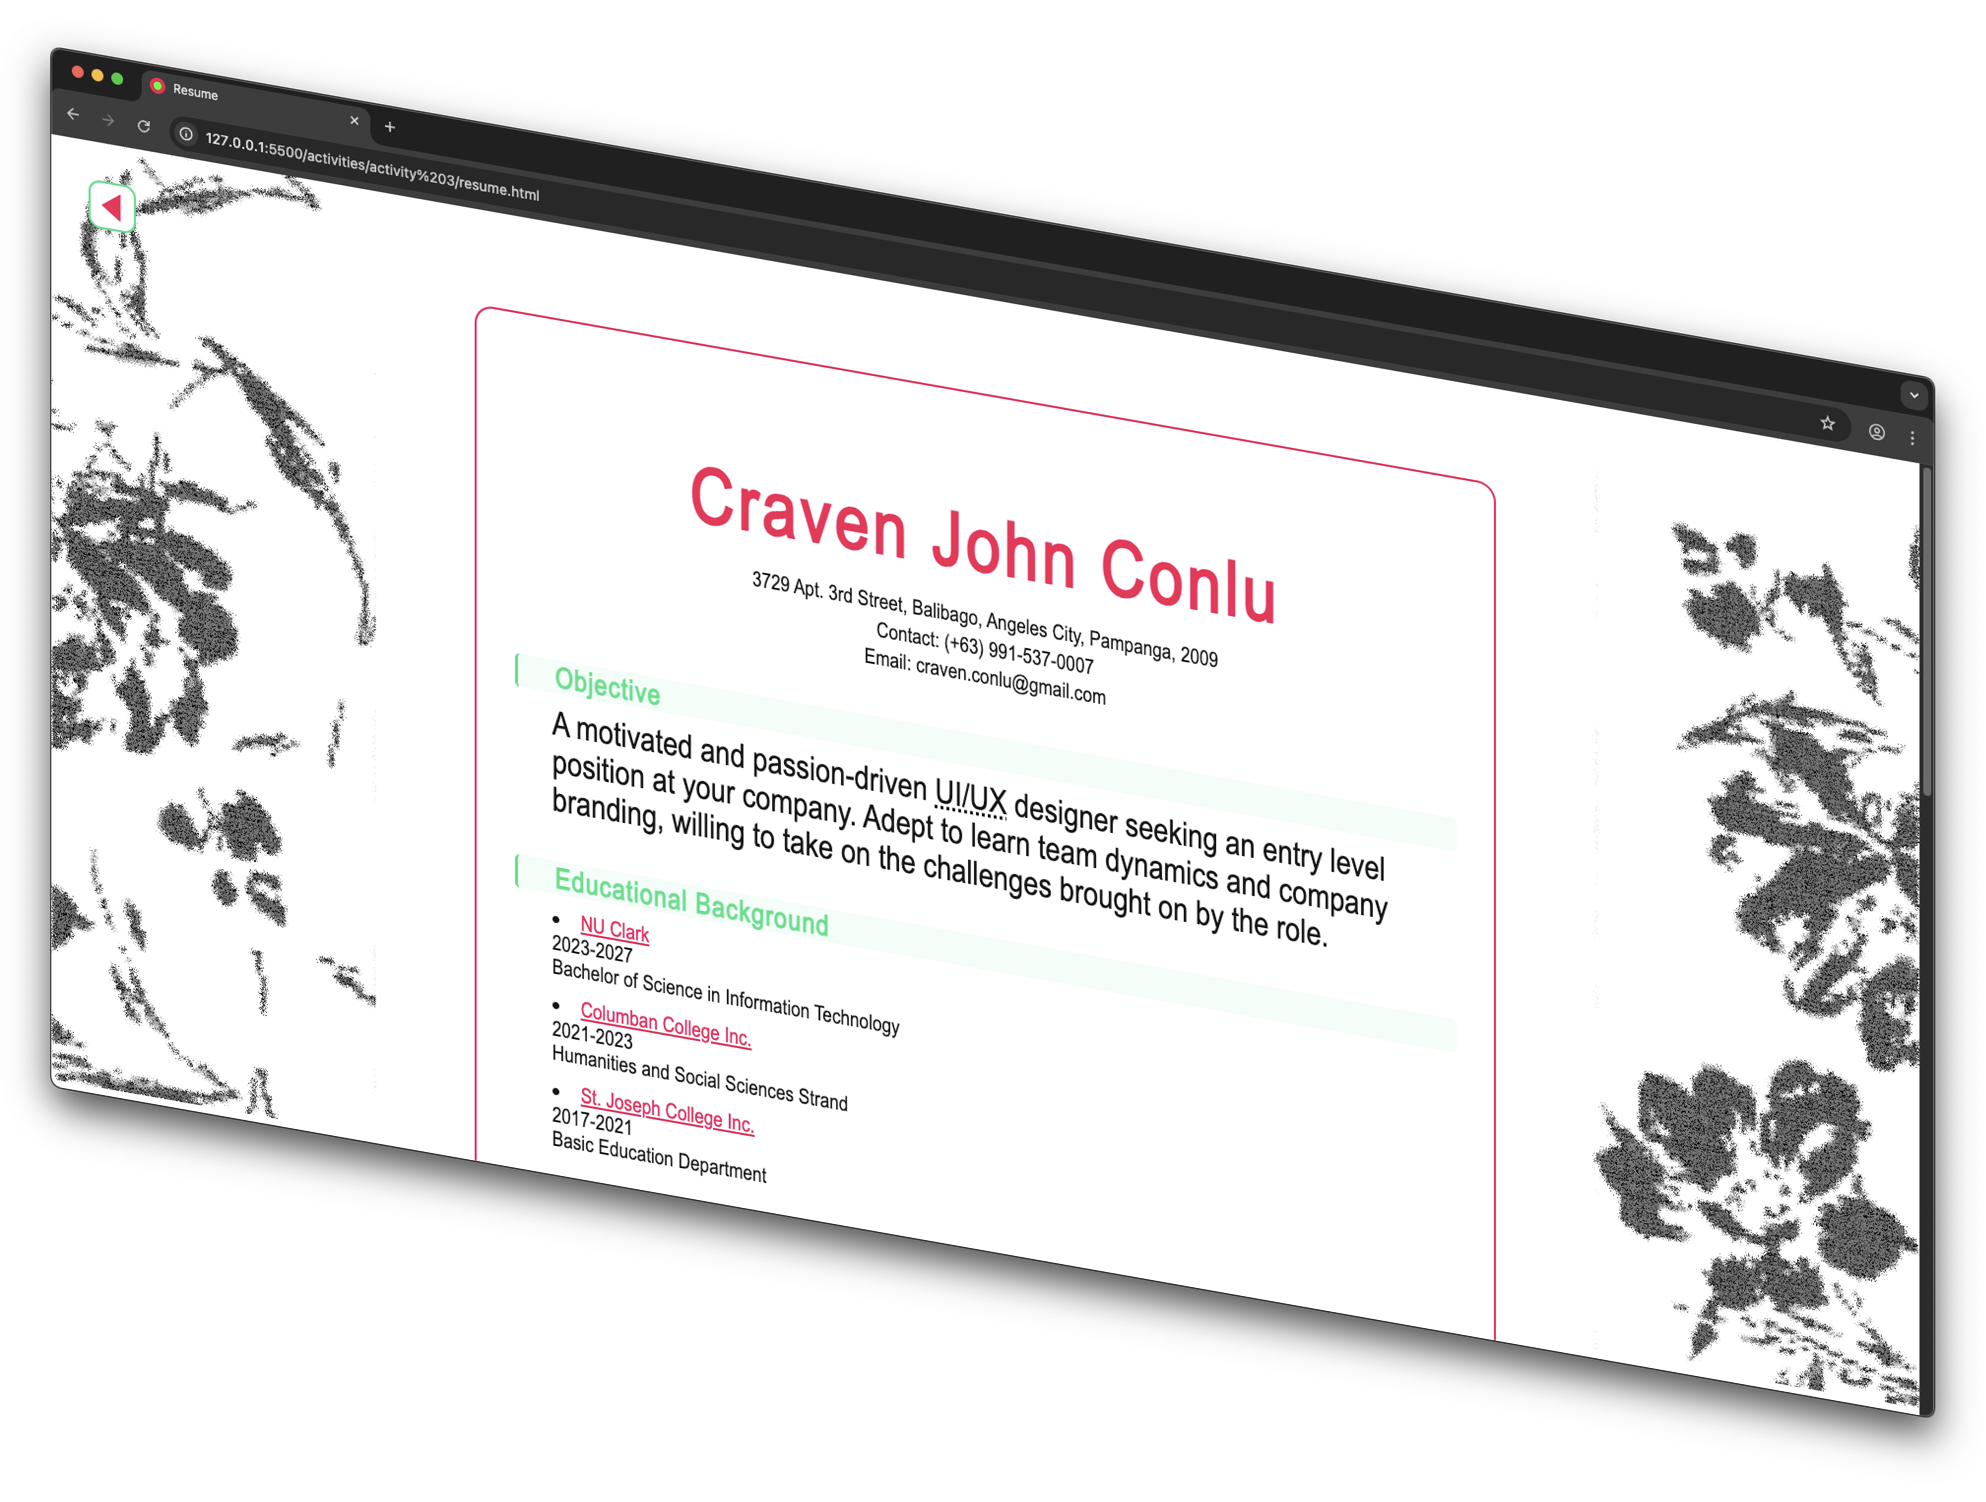 Resume
127.0.0.1:5500/activities/activity%203/resume.html
Craven John Conlu
3729 Apt. 3rd Street, Balibago, Angeles City, Pampanga, 2009
Contact: (+63) 991-537-0007
Email: craven.conlu@gmail.com
Objective
A motivated and passion-driven UI/UX designer seeking an entry level
position at your company. Adept to learn team dynamics and company
branding, willing to take on the challenges brought on by the role.
Educational Background
• NU Clark
2023-2027
Bachelor of Science in Information Technology
• Columban College Inc.
2021-2023
Humanities and Social Sciences Strand
• St. Joseph College Inc.
2017-2021
Basic Education Department